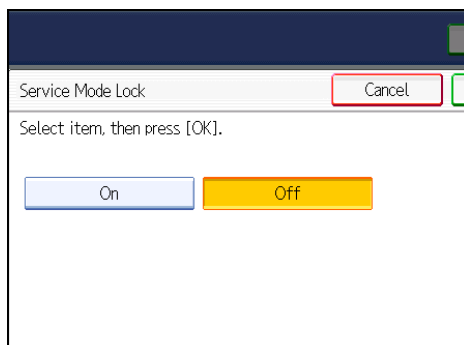 Service Mode Lock
Cancel
Select item, then press [OK].
On
Off